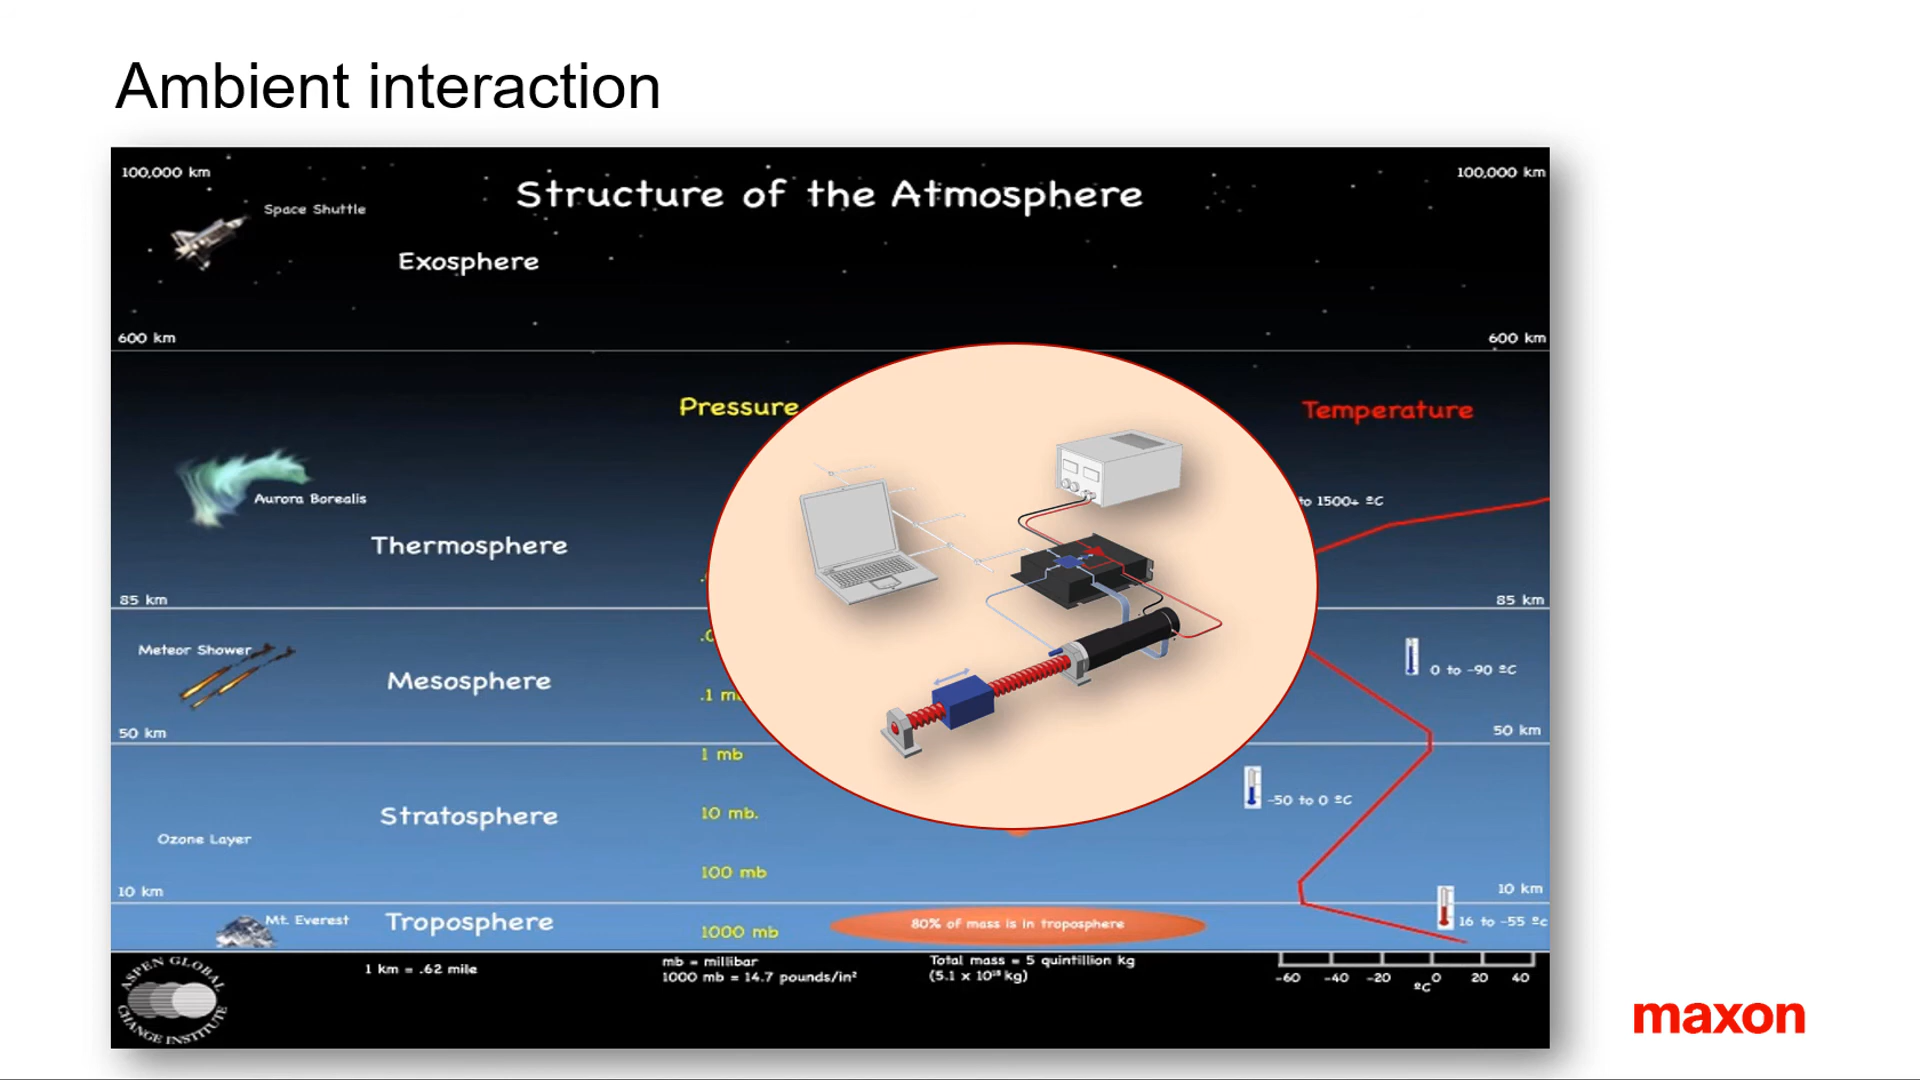 Ambient interaction
100,000 km
100,000 km
Structure of the Atmosphere
Space Shuttle
Exosphere
600 km
600 km
Pressure
Temperature
to 1500+ ºC
Aurora Borealis
Thermosphere
85 km
85 km
Meteor Shower
0 to -90 ºC
Mesosphere
.1
50 km
50 km
1 mb
-50 to 0 ºC
Stratosphere
10 mb.
Ozone Layer
100 mb
10 km
10 km
Mt. Everest
Troposphere
1000 mb
80% of mass is in troposphere
16 to -55 ºc
1 km = .62 mile
mb = millibar
1000 mb = 14.7 pounds/in²
Total mass = 5 quintillion kg
(5.1 x 10¹⁸ kg)
-60 -40 -20 0 20 40
ºC
ASPEN GLOBAL
CHANGE INSTITUTE
maxon